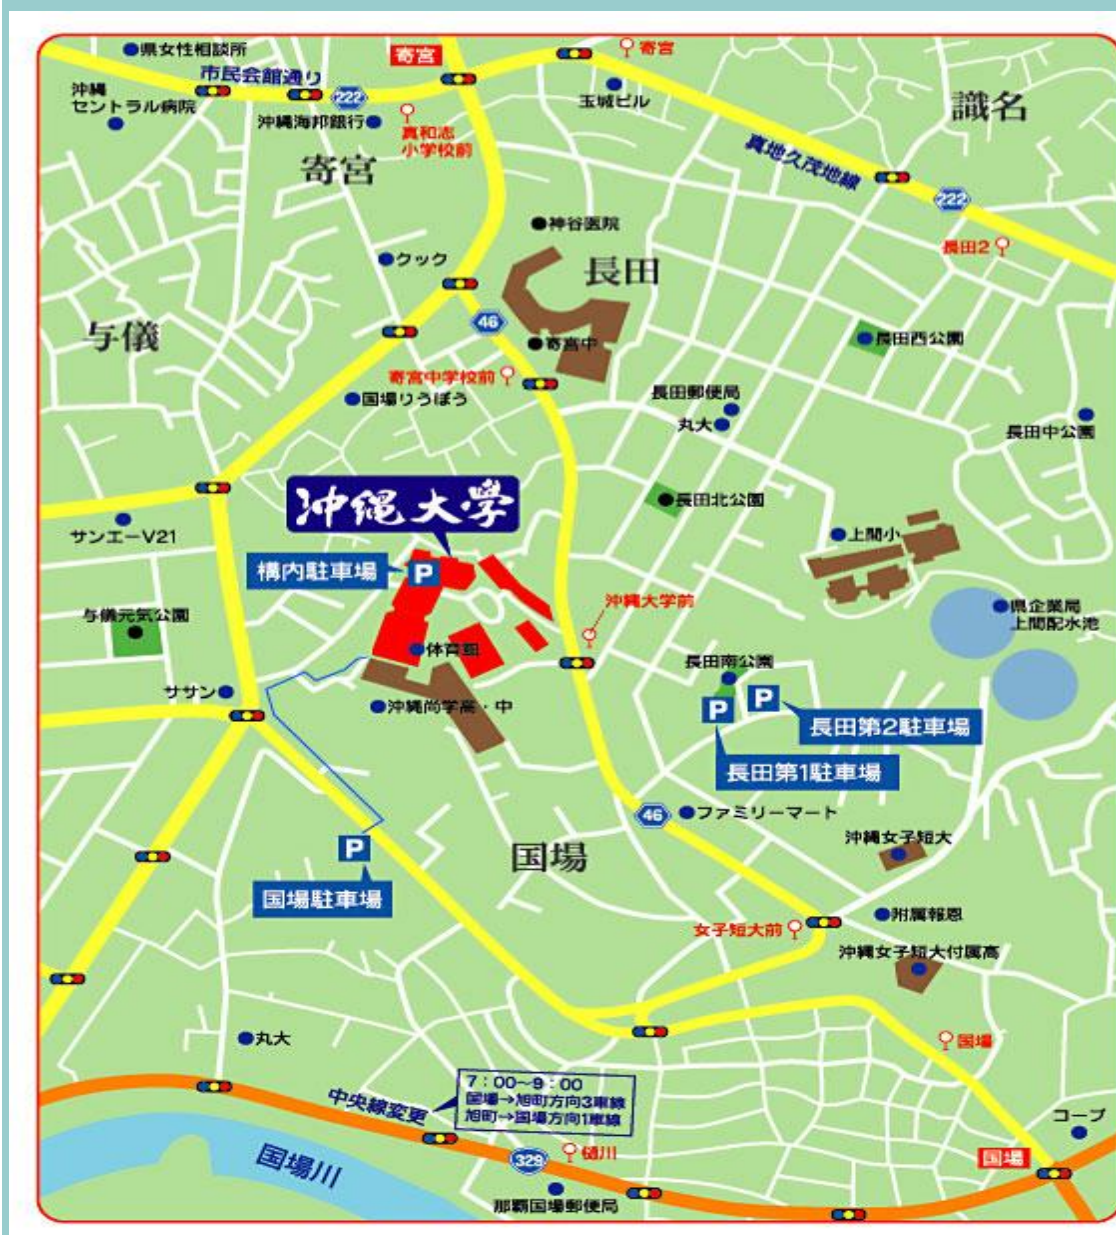 県女性相談所
市民会館通り
寄宮
寄宮
沖縄
セントラル病院
222
沖縄海邦銀行
真和志
小学校前
玉城ビル
識名
寄宮
真地久茂地線
222
神谷医院
長田2
クック
長田
与儀
46
寄宮中
長田西公園
寄宮中学校前
国場りうぼう
長田郵便局
丸大
長田中公園
沖縄大學
長田北公園
サンエーV21
上間小
構内駐車場
P
沖縄大学前
県企業局
上間配水池
与儀元気公園
体育館
長田南公園
ササン
沖縄尚学高・中
P
P
長田第2駐車場
長田第1駐車場
46
ファミリーマート
沖縄女子短大
P
国場
国場駐車場
附属報恩
女子短大前
沖縄女子短大付属高
丸大
国場
中央線変更
7:00~9:00
国場→旭町方向3車線
旭町→国場方向1車線
コープ
国場川
329
樋川
国場
那覇国場郵便局